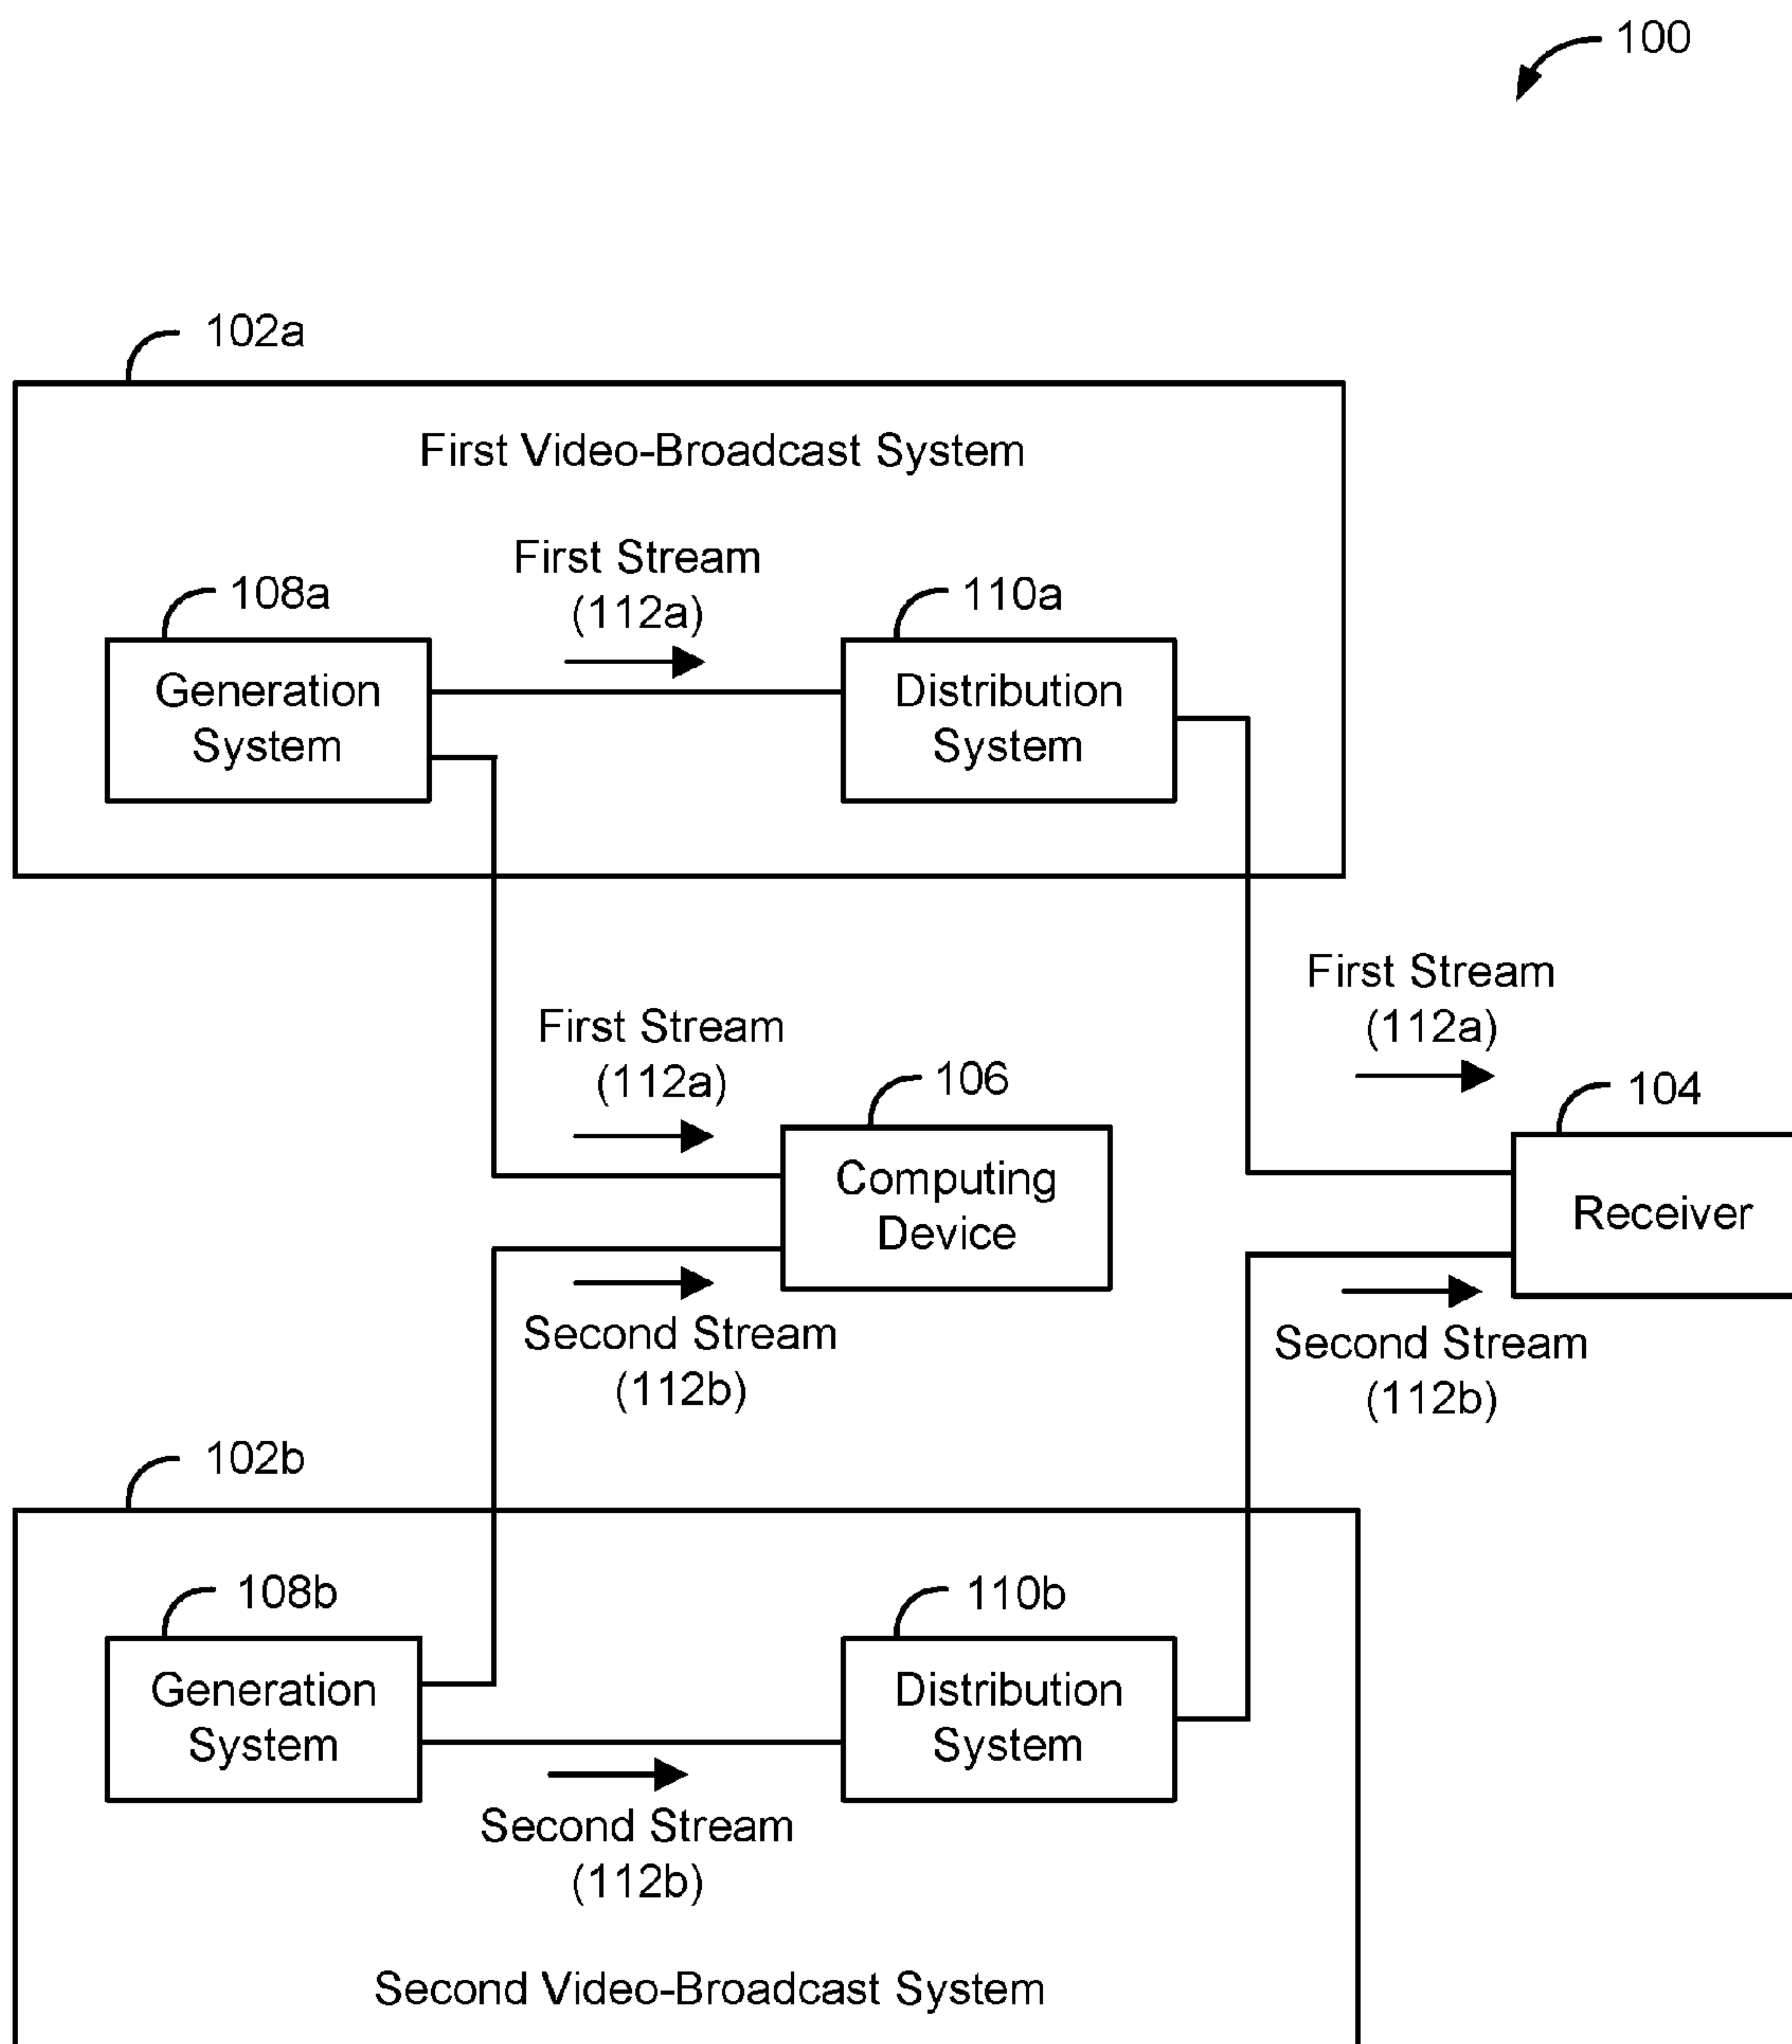 100
102a
First Video-Broadcast System
First Stream
(112a)
108a
110a
Generation
System
Distribution
System
First Stream
(112a)
First Stream
(112a)
106
104
Computing
Device
Receiver
Second Stream
(112b)
Second Stream
(112b)
102b
108b
110b
Generation
System
Distribution
System
Second Stream
(112b)
Second Video-Broadcast System